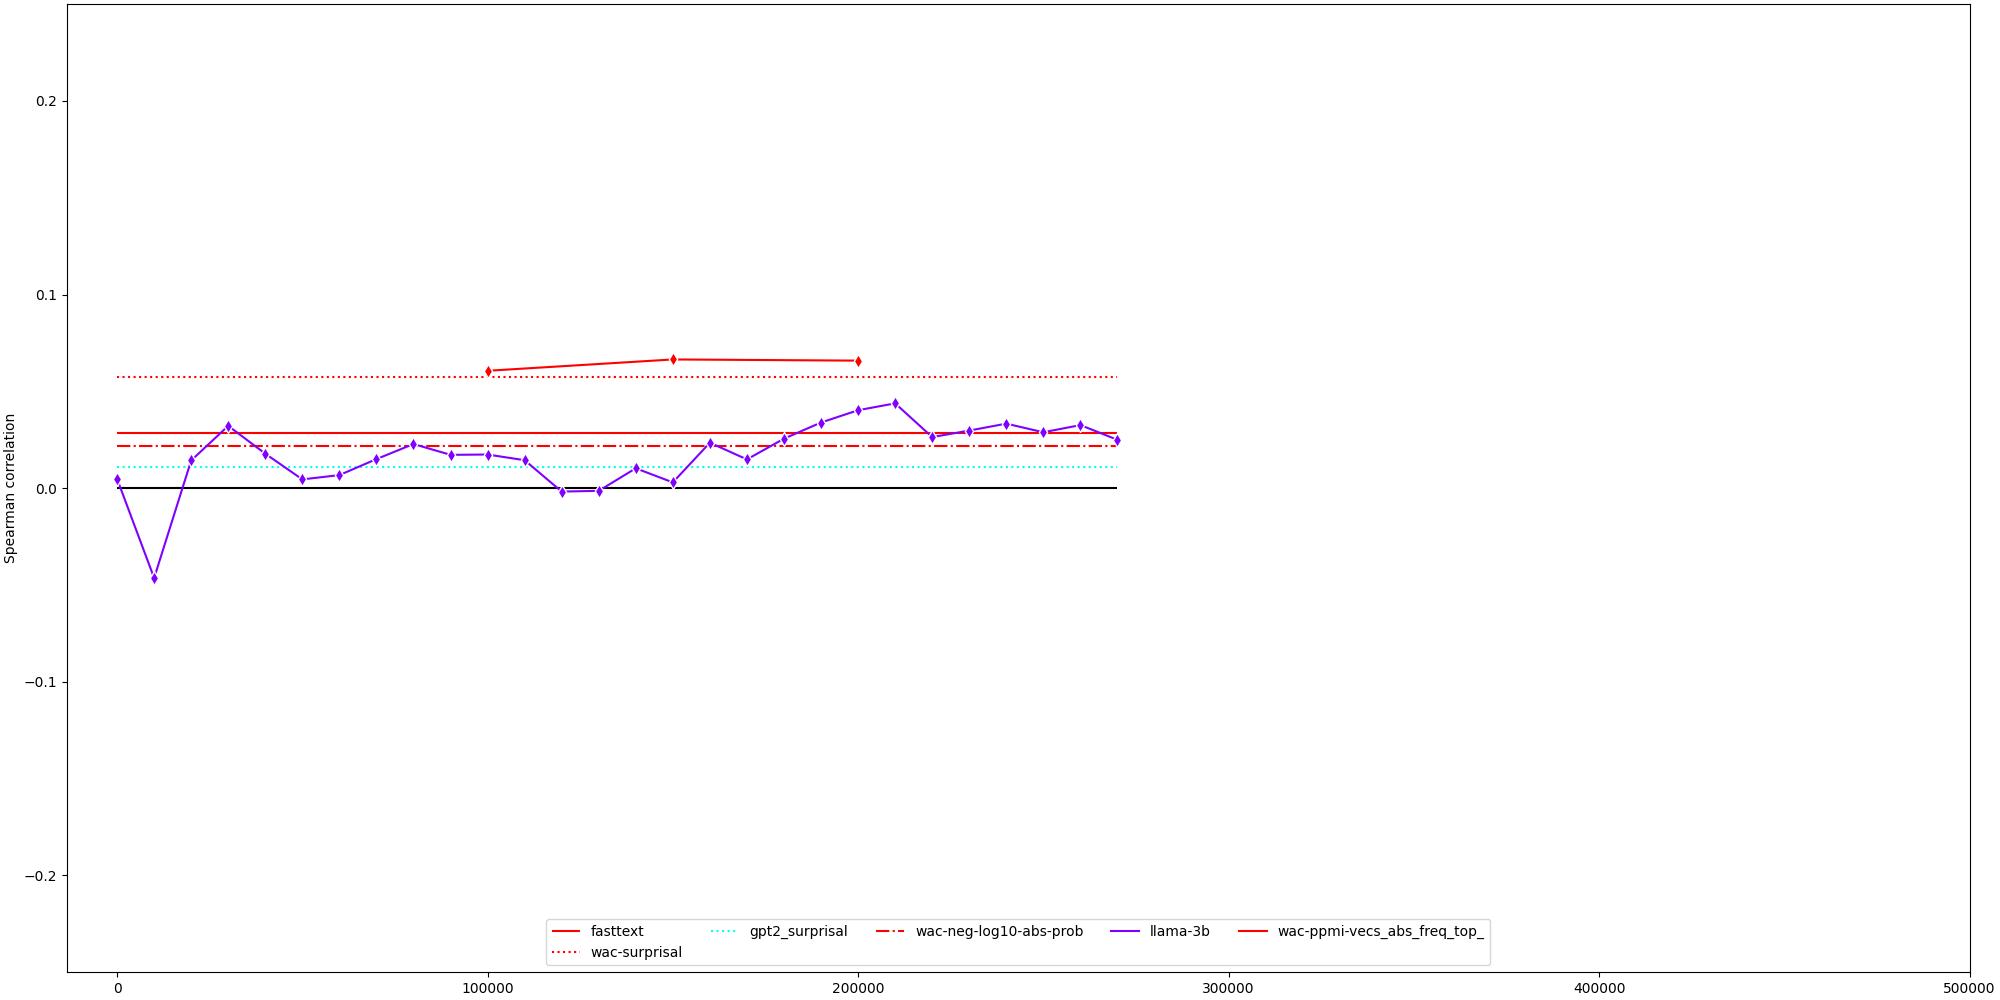 0.2
0.1
0.0
−0.1
−0.2
Spearman correlation
fasttext gpt2_surprisal wac-neg-log10-abs-prob llama-3b wac-ppmi-vecs_abs_freq_top_
wac-surprisal
0 100000 200000 300000 400000 500000